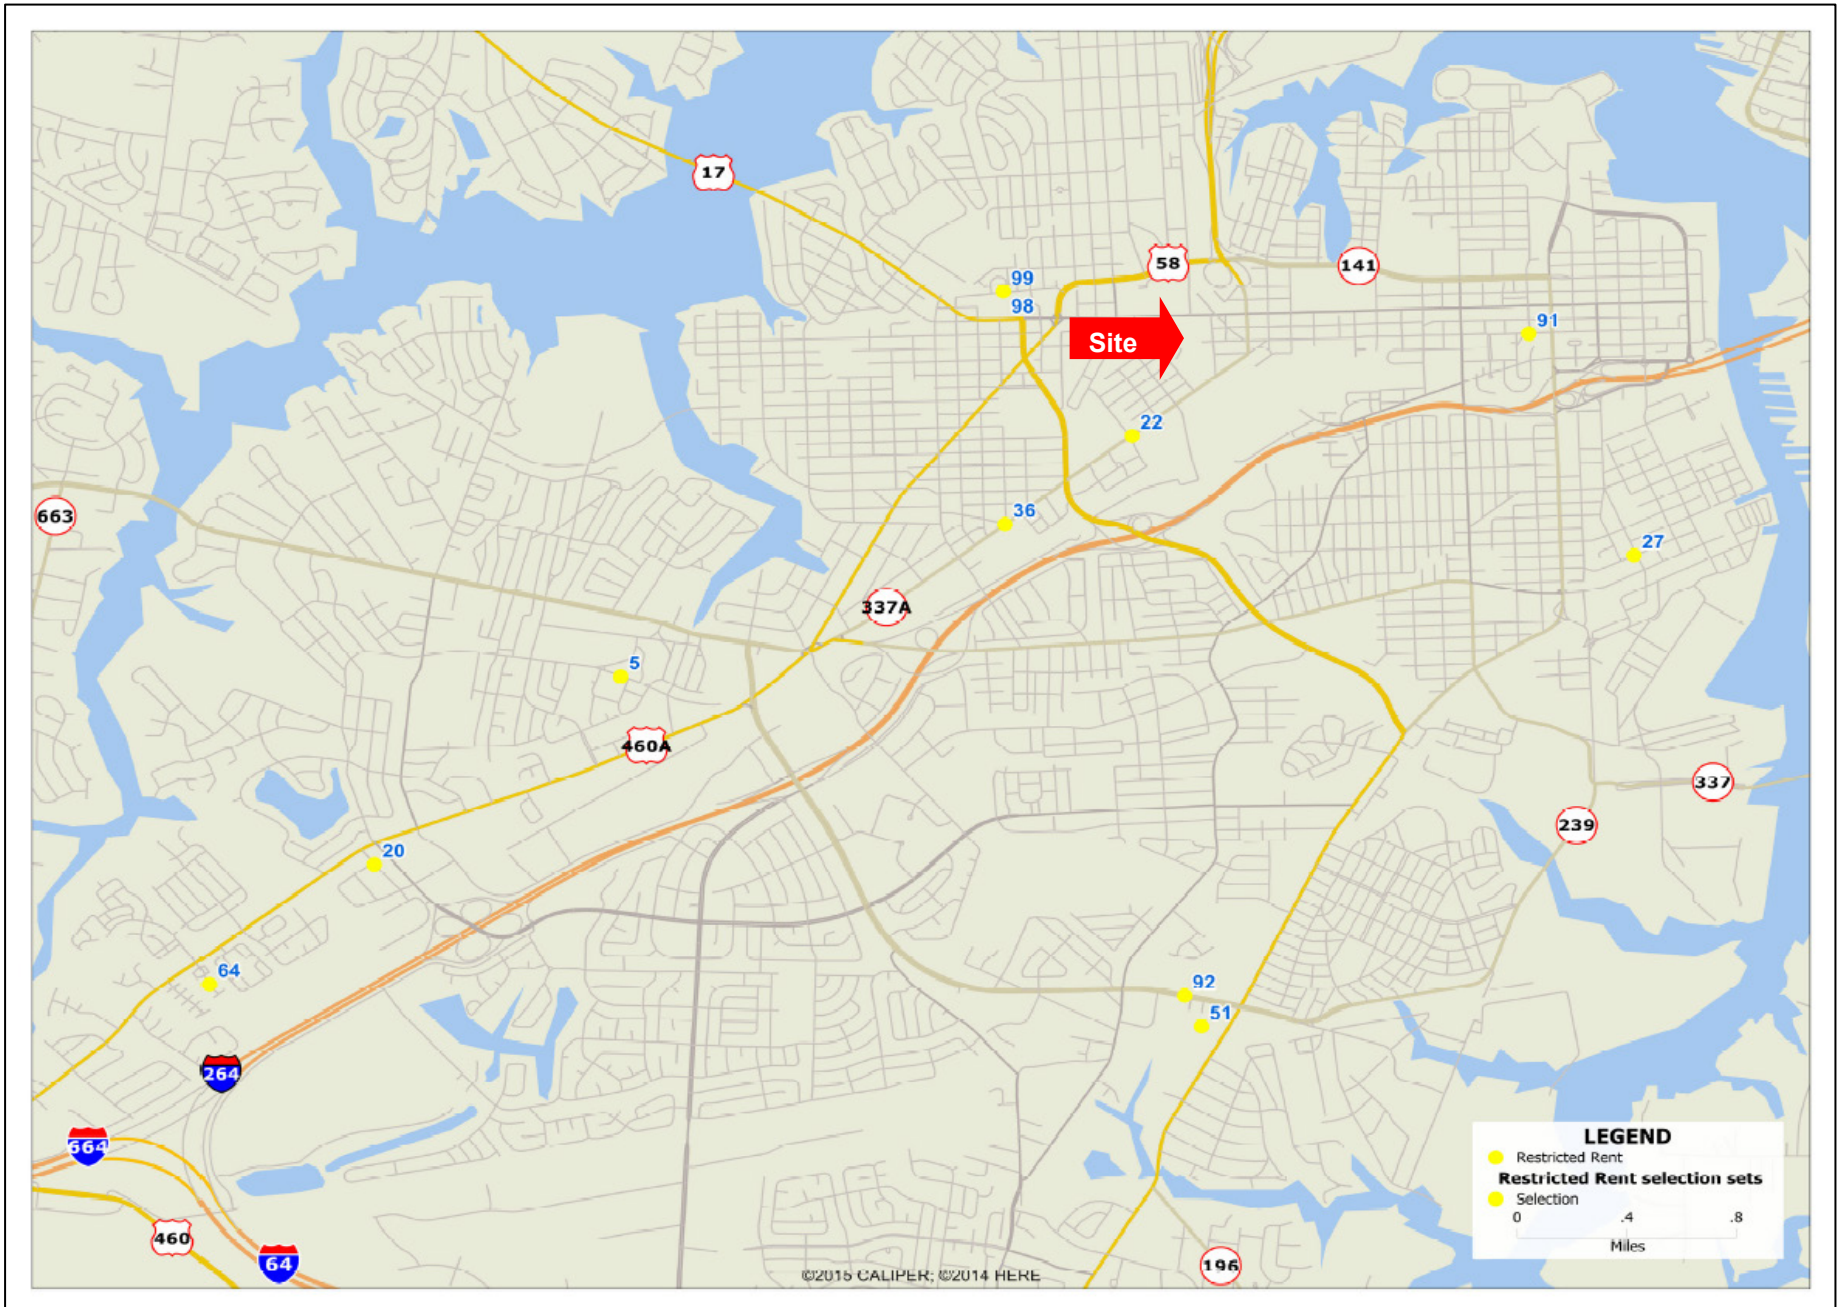 17
58
141
99
98
Site
91
22
663
36
27
337A
5
460A
337
239
20
64
92
51
264
LEGEND
664
Restricted Rent
Restricted Rent selection sets
Selection
0 .4 .8
460
Miles
64
196
©2015 CALIPER; ©2014 HERE